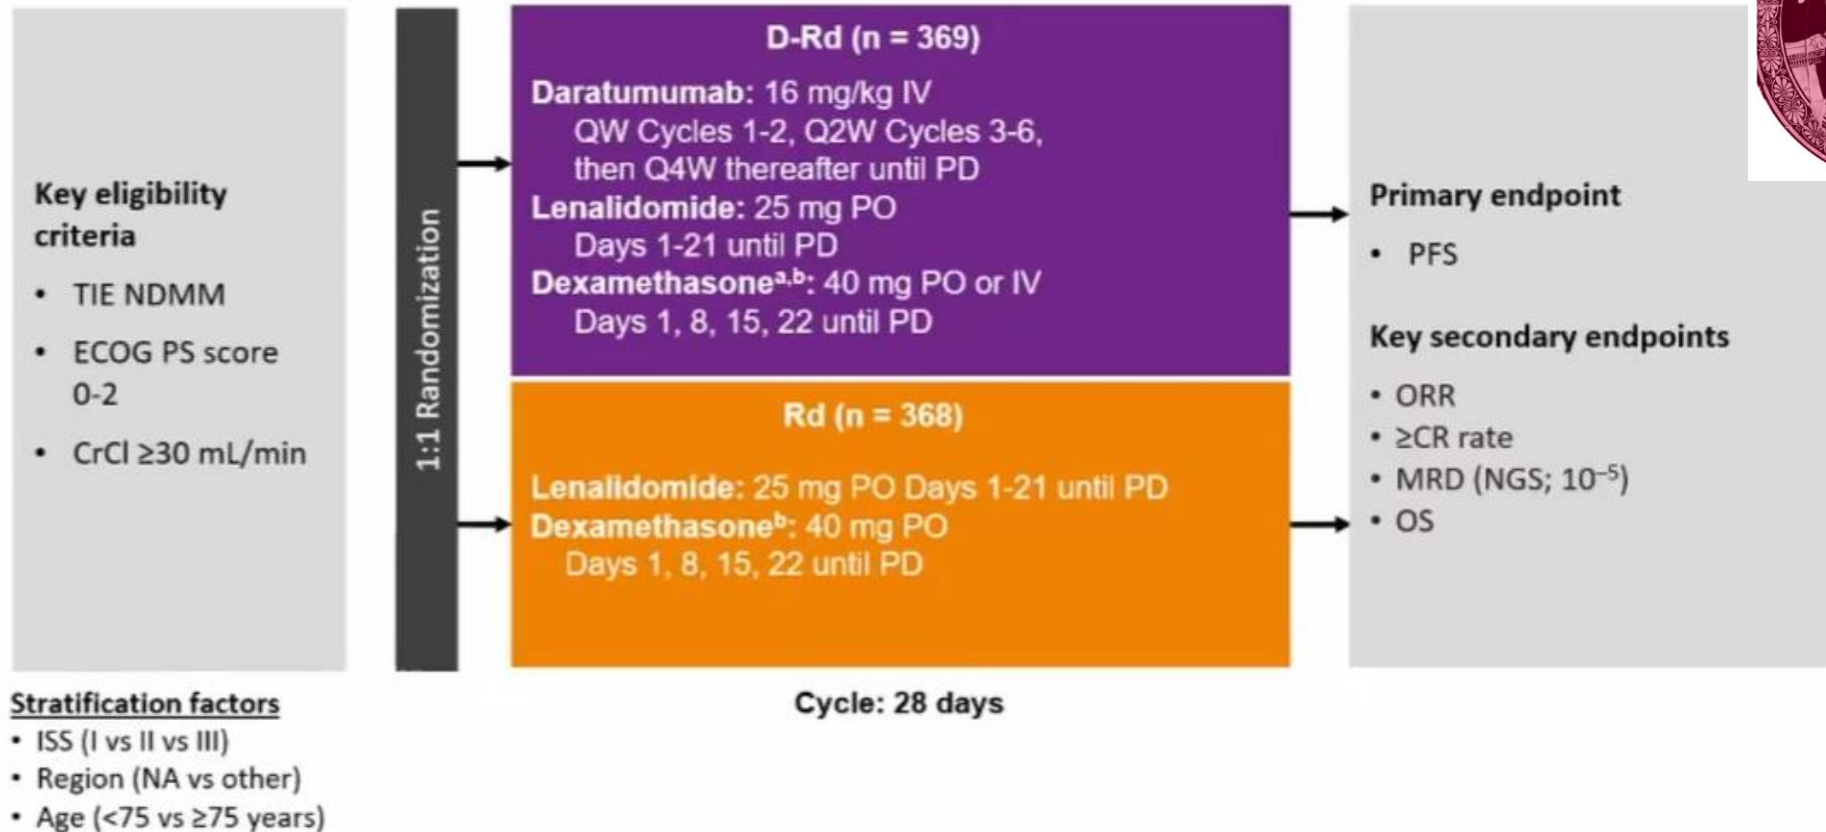 Key eligibility
criteria
• TIE NDMM
• ECOG PS score
0-2
• CrCl ≥30 mL/min
Stratification factors
• ISS (I vs II vs III)
• Region (NA vs other)
• Age (<75 vs ≥75 years)
1:1 Randomization
D-Rd (n = 369)
Daratumumab: 16 mg/kg IV
QW Cycles 1-2, Q2W Cycles 3-6,
then Q4W thereafter until PD
Lenalidomide: 25 mg PO
Days 1-21 until PD
Dexamethasoneᵃ,ᵇ: 40 mg PO or IV
Days 1, 8, 15, 22 until PD
Rd (n = 368)
Lenalidomide: 25 mg PO Days 1-21 until PD
Dexamethasoneᵇ: 40 mg PO
Days 1, 8, 15, 22 until PD
Cycle: 28 days
Primary endpoint
• PFS
Key secondary endpoints
• ORR
• ≥CR rate
• MRD (NGS; 10⁻⁵)
• OS